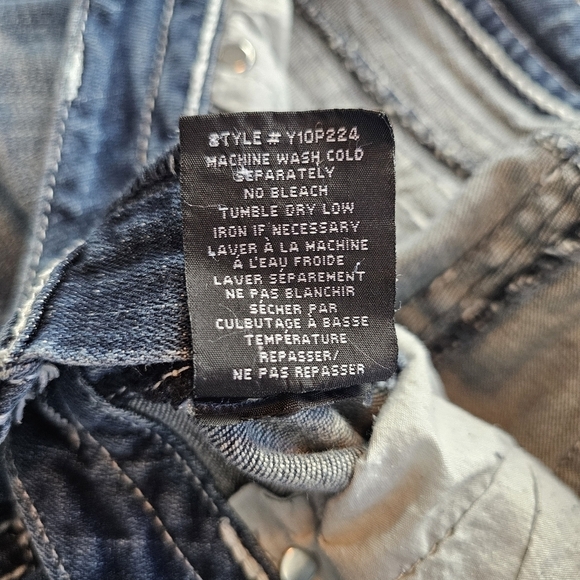 STYLE # Y10P224
MACHINE WASH COLD
SEPARATELY
NO BLEACH
TUMBLE DRY LOW
IRON IF NECESSARY
LAVER À LA MACHINE
Á L'EAU FROIDE
LAVER SÉPAREMENT
NE PAS BLANCHIR
SÉCHER PAR
CULBUTAGE À BASSE
TEMPÉRATURE
REPASSER/
NE PAS REPASSER